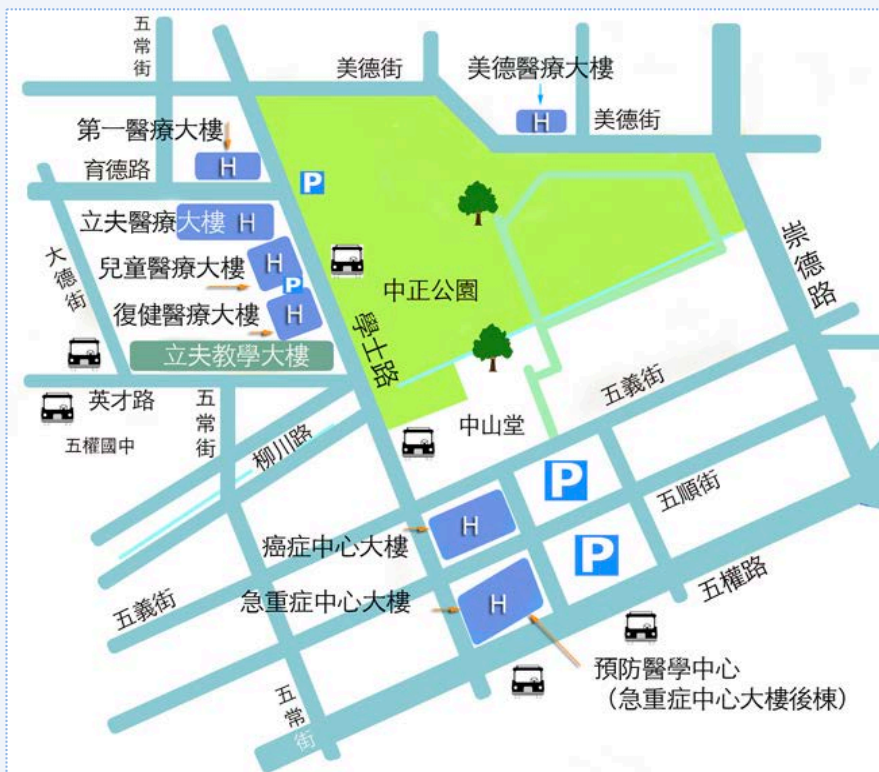 五常街
美德街
美德醫療大樓
H
美德街
第一醫療大樓
H
育德路
P
立夫醫療大樓 H
大德街
兒童醫療大樓
H
P
中正公園
崇德路
復健醫療大樓
H
學士路
立夫教學大樓
英才路
五常街
五權國中
柳川路
中山堂
五義街
P
五順街
H
癌症中心大樓
P
五權路
五義街
急重症中心大樓
H
預防醫學中心
（急重症中心大樓後棟）
五常街